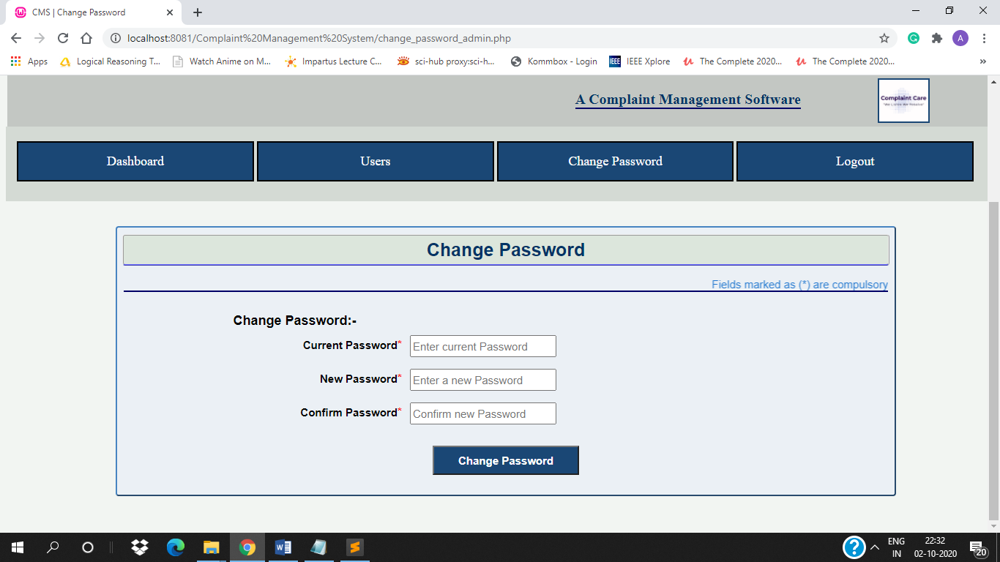 CMS | Change Password
localhost:8081/Complaint%20Management%20System/change_password_admin.php
A
Apps Logical Reasoning T... Watch Anime on M... Impartus Lecture C... sci-hub proxy:sci-h... Kommbox - Login IEEE IEEE Xplore The Complete 2020... The Complete 2020... »
A Complaint Management Software
Complaint Care
Dashboard Users Change Password Logout
Change Password
Fields marked as (*) are compulsory
Change Password:-
Current Password* Enter current Password
New Password* Enter a new Password
Confirm Password* Confirm new Password
Change Password
ENG 22:32
IN 02-10-2020 20